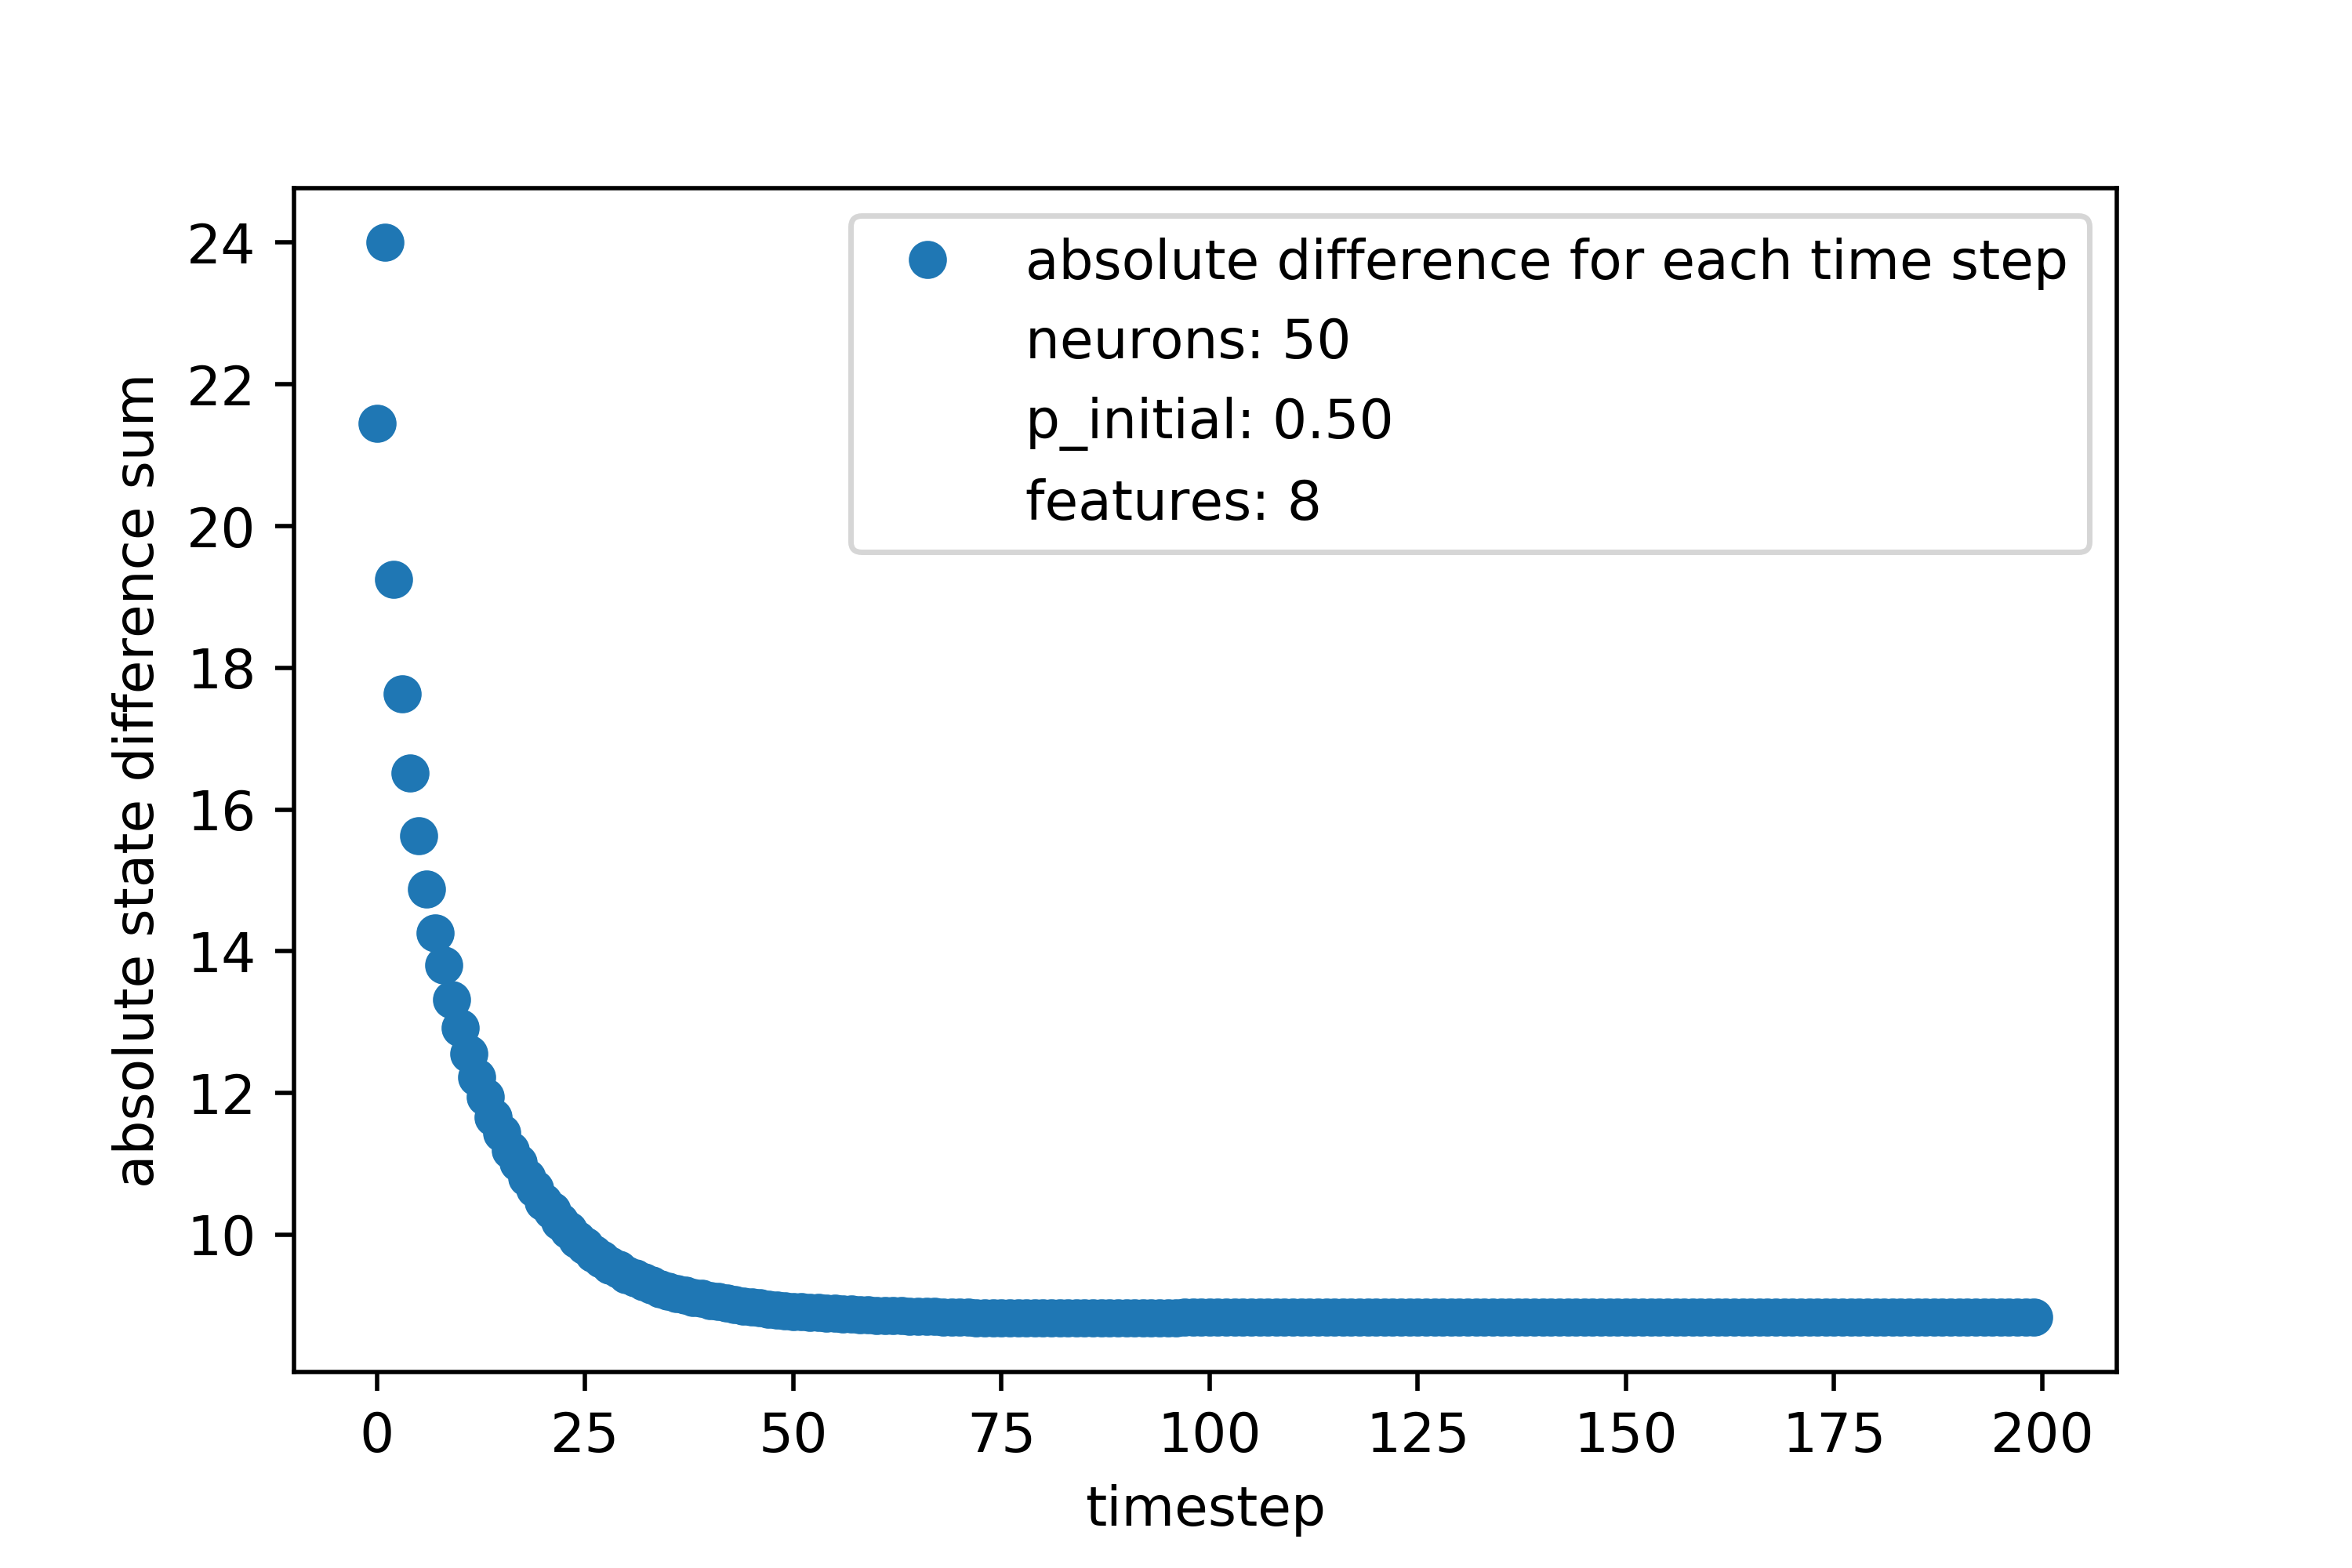 absolute difference for each time step
neurons: 50
p_initial: 0.50
features: 8
absolute state difference sum
24
22
20
18
16
14
12
10
0 25 50 75 100 125 150 175 200
timestep